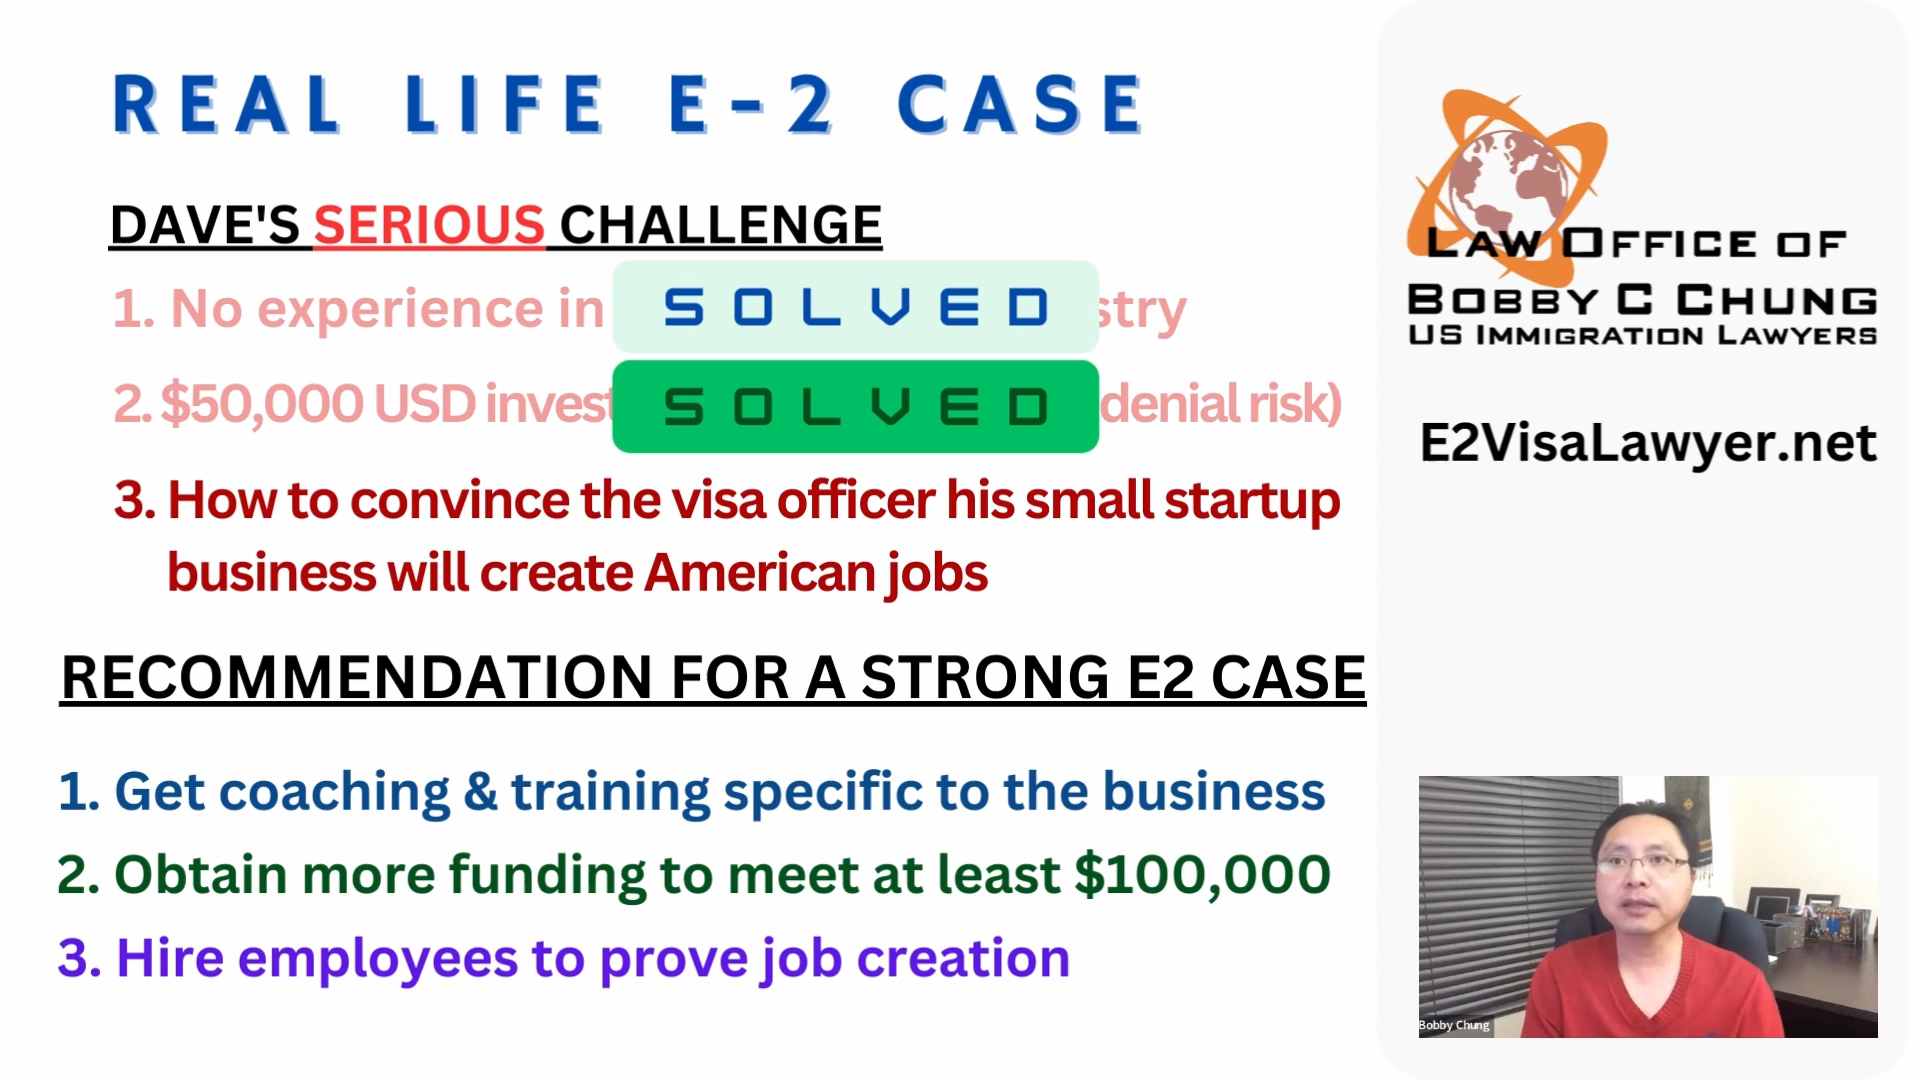 REAL LIFE E-2 CASE
DAVE'S SERIOUS CHALLENGE
1. No experience in SOLVED stry
2. $50,000 USD invest SOLVED denial risk)
3. How to convince the visa officer his small startup
business will create American jobs
RECOMMENDATION FOR A STRONG E2 CASE
1. Get coaching & training specific to the business
2. Obtain more funding to meet at least $100,000
3. Hire employees to prove job creation
LAW OFFICE OF
BOBBY C CHUNG
US IMMIGRATION LAWYERS
E2VisaLawyer.net
Bobby Chung